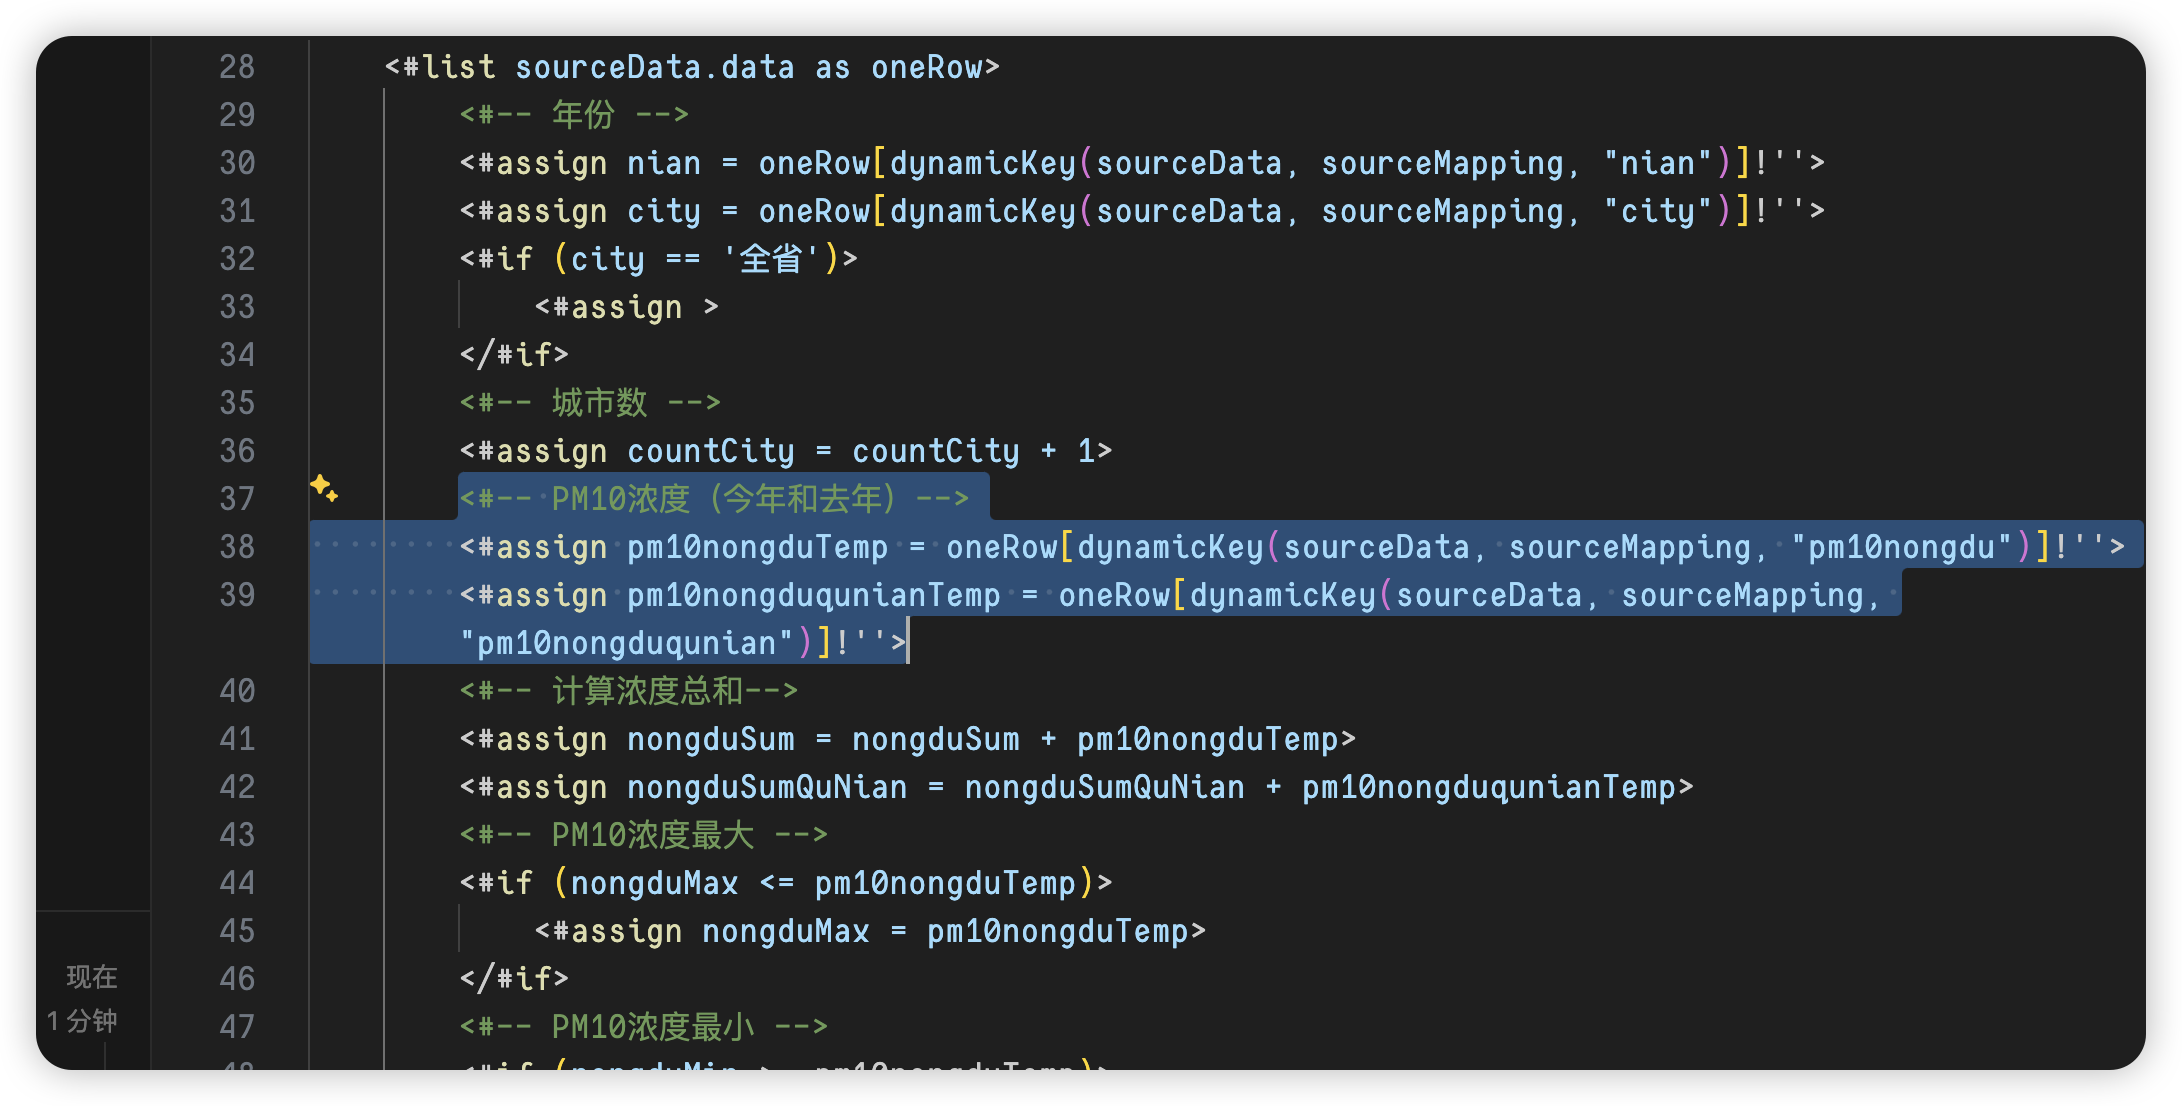 28 <#list sourceData.data as oneRow>
29 <#-- 年份 -->
30 <#assign nian = oneRow[dynamicKey(sourceData, sourceMapping, "nian")]!''>
31 <#assign city = oneRow[dynamicKey(sourceData, sourceMapping, "city")]!''>
32 <#if (city == '全省')>
33 <#assign >
34 </#if>
35 <#-- 城市数 -->
36 <#assign countCity = countCity + 1>
37 <#-- PM10浓度（今年和去年）-->
38 <#assign pm10nongduTemp = oneRow[dynamicKey(sourceData, sourceMapping, "pm10nongdu")]!''>
39 <#assign pm10nongduqunianTemp = oneRow[dynamicKey(sourceData, sourceMapping,
"pm10nongduqunian")]!''>
40 <#-- 计算浓度总和-->
41 <#assign nongduSum = nongduSum + pm10nongduTemp>
42 <#assign nongduSumQuNian = nongduSumQuNian + pm10nongduqunianTemp>
43 <#-- PM10浓度最大 -->
44 <#if (nongduMax <= pm10nongduTemp)>
45 <#assign nongduMax = pm10nongduTemp>
46 </#if>
47 <#-- PM10浓度最小 -->
现在
1 分钟